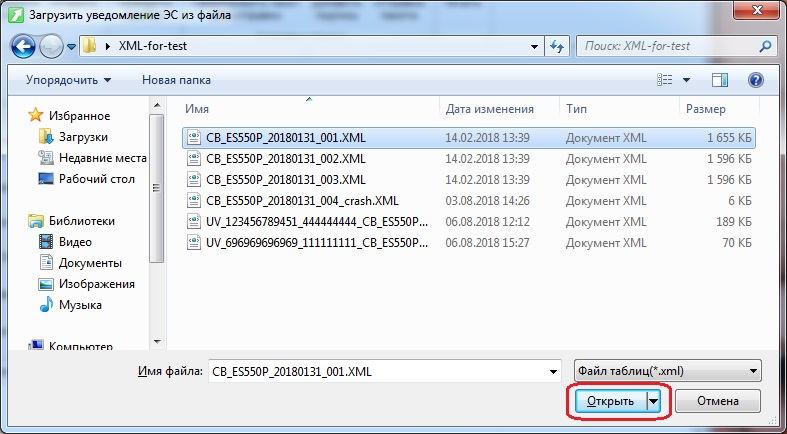 Загрузить уведомление ЭС из файла
XML-for-test
Поиск: XML-for-test
Упорядочить Новая папка
Имя Дата изменения Тип Размер
Избранное
Загрузки
Недавние места
Рабочий стол
Библиотеки
Видео
Документы
Изображения
Музыка
Компьютер
CB_ES550P_20180131_001.XML 14.02.2018 13:39 Документ XML 1 655 КБ
CB_ES550P_20180131_002.XML 14.02.2018 13:39 Документ XML 1 596 КБ
CB_ES550P_20180131_003.XML 14.02.2018 13:39 Документ XML 1 596 КБ
CB_ES550P_20180131_004_crash.XML 03.08.2018 14:26 Документ XML 6 КБ
UV_123456789451_444444444_CB_ES550P... 06.08.2018 12:12 Документ XML 189 КБ
UV_696969696969_111111111_CB_ES550P... 06.08.2018 15:27 Документ XML 70 КБ
Имя файла: CB_ES550P_20180131_001.XML Файл таблиц(*.xml)
Открыть Отмена